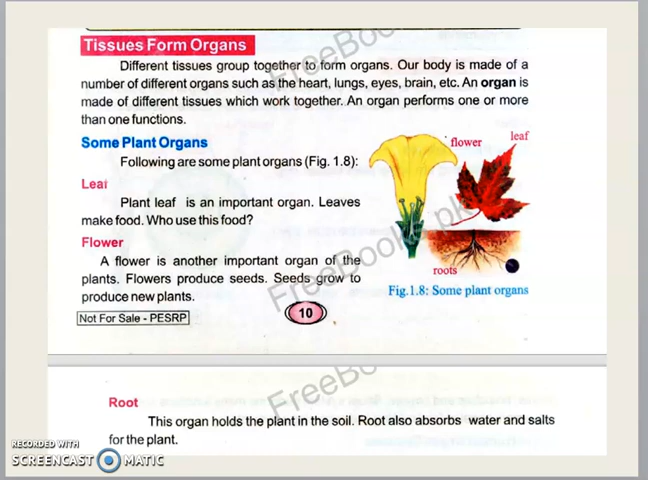 Tissues Form Organs
Different tissues group together to form organs. Our body is made of a
number of different organs such as the heart, lungs, eyes, brain, etc. An organ is
made of different tissues which work together. An organ performs one or more
than one functions.
Some Plant Organs
Following are some plant organs (Fig. 1.8):
Leaf
Plant leaf is an important organ. Leaves
make food. Who use this food?
Flower
A flower is another important organ of the
plants. Flowers produce seeds. Seeds grow to
produce new plants.
flower
leaf
roots
Fig.1.8: Some plant organs
Not For Sale - PESRP
10
FreeBooks.pk
FreeBoo
FreeBo
Root
This organ holds the plant in the soil. Root also absorbs water and salts
for the plant.
RECORDED WITH
SCREENCAST MATIC